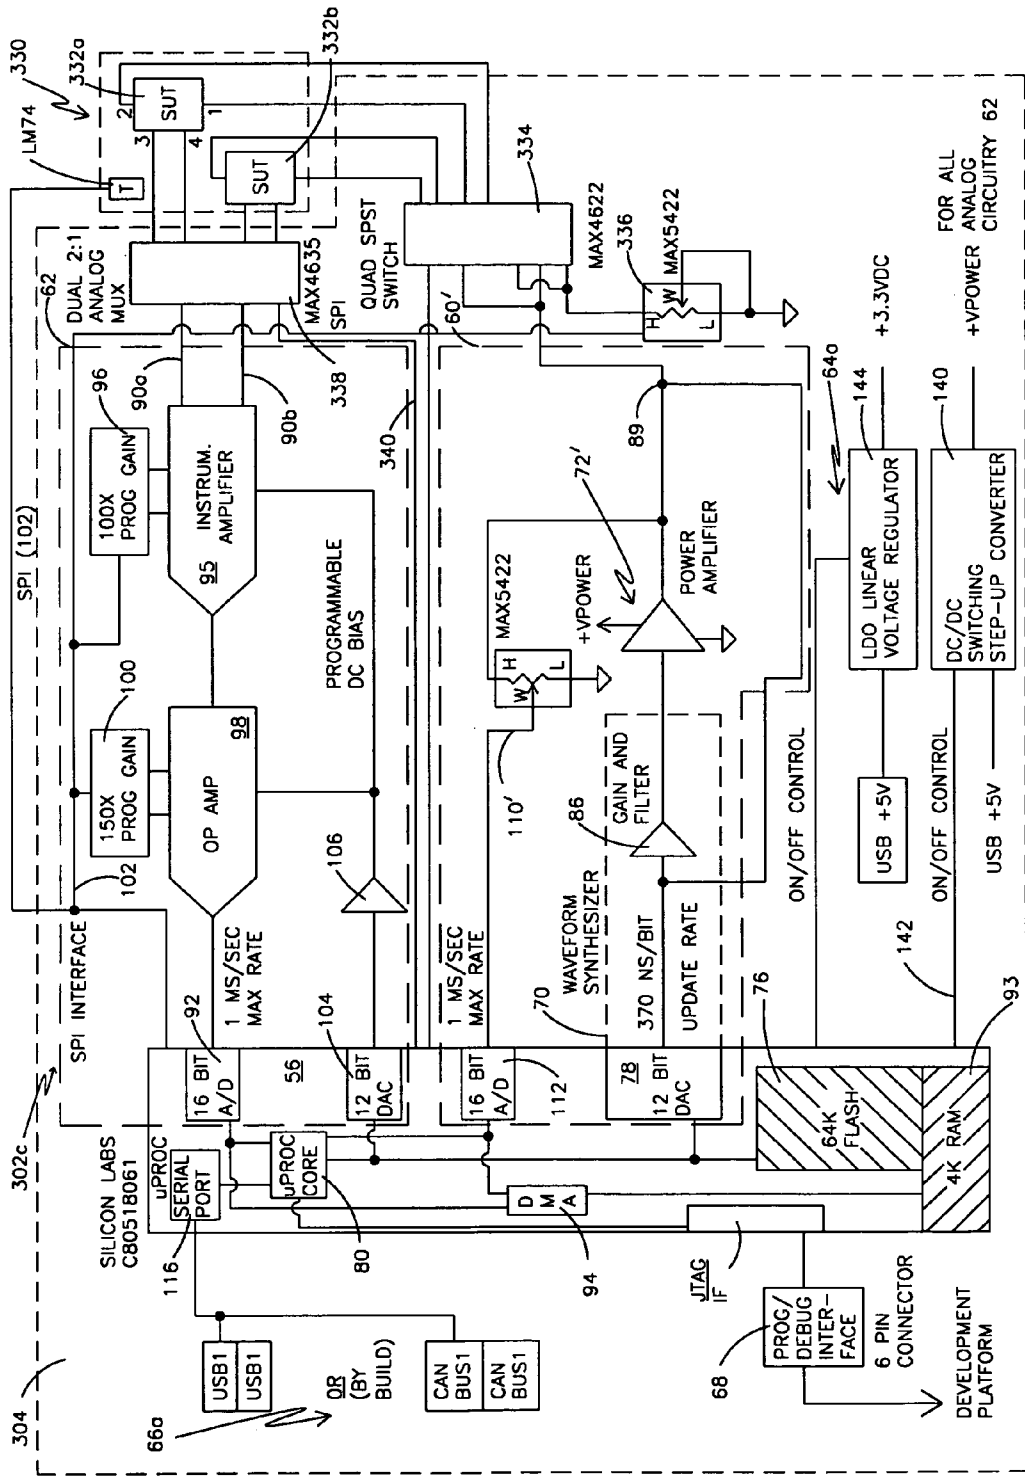 304
302c
SPI (102)
SPI INTERFACE
102
62
DUAL 2:1
ANALOG
MUX
LM74
330
332a
332b
T
SUT
2
3
4
1
SUT
SILICON LABS
C80518061
uPROC
116
SERIAL
PORT
uPROC
CORE
80
16 BIT
A/D
92
56
104
12 BIT
DAC
1 MS/SEC
MAX RATE
106
150X
PROG GAIN
100
OP AMP
98
PROGRAMMABLE
DC BIAS
100X
PROG GAIN
96
INSTRUM.
AMPLIFIER
95
90a
90b
338
MAX4635
SPI
340
QUAD SPST
SWITCH
334
MAX4622
336
MAX5422
H
W
L
60'
USB1
USB1
66a
OR
(BY
BUILD)
CAN
BUS1
CAN
BUS1
D
M
A
94
16 BIT
A/D
112
1 MS/SEC
MAX RATE
110'
MAX5422
H
W
L
+VPOWER
72'
POWER
AMPLIFIER
89
WAVEFORM
SYNTHESIZER
70
GAIN AND
FILTER
86
370 NS/BIT
UPDATE RATE
78
12 BIT
DAC
JTAG
IF
PROG/
DEBUG
INTER-
FACE
68
6 PIN
CONNECTOR
DEVELOPMENT
PLATFORM
76
64K
FLASH
4K RAM
93
ON/OFF CONTROL
USB +5V
LDO LINEAR
VOLTAGE REGULATOR
64a
144
+3.3VDC
ON/OFF CONTROL
142
USB +5V
DC/DC
SWITCHING
STEP-UP CONVERTER
140
+VPOWER
FOR ALL
ANALOG
CIRCUITRY 62